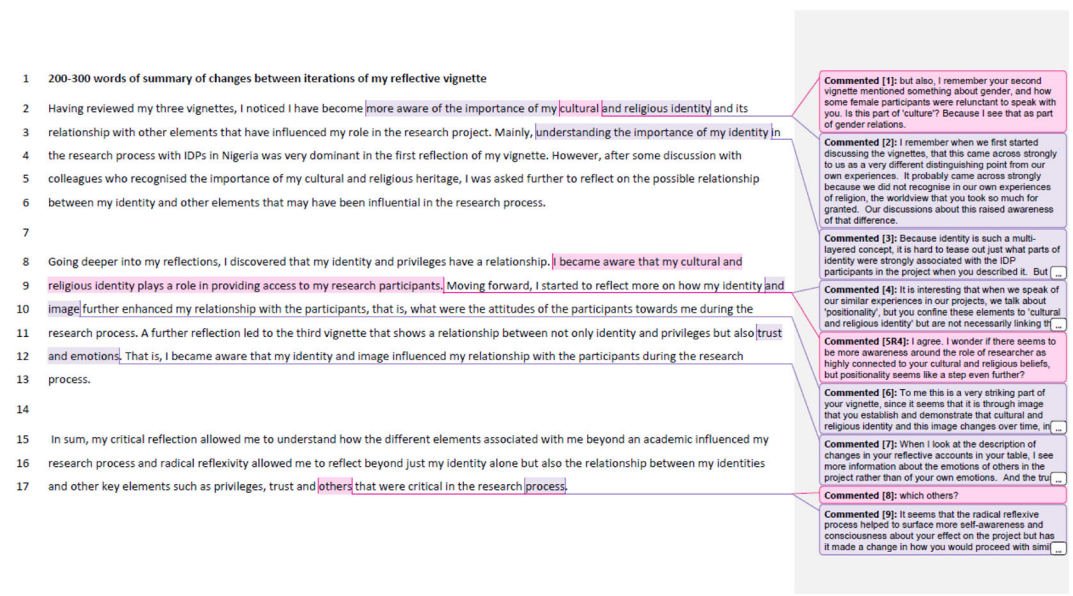 1 200-300 words of summary of changes between iterations of my reflective vignette
2 Having reviewed my three vignettes, I noticed I have become more aware of the importance of my cultural and religious identity and its
3 relationship with other elements that have influenced my role in the research project. Mainly, understanding the importance of my identity in
4 the research process with IDPs in Nigeria was very dominant in the first reflection of my vignette. However, after some discussion with
5 colleagues who recognised the importance of my cultural and religious heritage, I was asked further to reflect on the possible relationship
6 between my identity and other elements that may have been influential in the research process.
7
8 Going deeper into my reflections, I discovered that my identity and privileges have a relationship. I became aware that my cultural and
9 religious identity plays a role in providing access to my research participants. Moving forward, I started to reflect more on how my identity and
10 image further enhanced my relationship with the participants, that is, what were the attitudes of the participants towards me during the
11 research process. A further reflection led to the third vignette that shows a relationship between not only identity and privileges but also trust
12 and emotions. That is, I became aware that my identity and image influenced my relationship with the participants during the research
13 process.
14
15 In sum, my critical reflection allowed me to understand how the different elements associated with me beyond an academic influenced my
16 research process and radical reflexivity allowed me to reflect beyond just my identity alone but also the relationship between my identities
17 and other key elements such as privileges, trust and others that were critical in the research process.
Commented [1]: but also, I remember your second
vignette mentioned something about gender, and how
some female participants were relunctant to speak with
you. Is this part of 'culture'? Because I see that as part
of gender relations.
Commented [2]: I remember when we first started
discussing the vignettes, that this came across strongly
to us as a very different distinguishing point from our
own experiences. It probably came across strongly
because we did not recognise in our own experiences
of religion, the worldview that you took so much for
granted. Our discussions about this raised awareness
of that difference.
Commented [3]: Because identity is such a multi-
layered concept, it is hard to tease out just what parts of
identity were strongly associated with the IDP
participants in the project when you described it. But ...
Commented [4]: It is interesting that when we speak of
our similar experiences in our projects, we talk about
'positionality', but you confine these elements to 'cultural
and religious identity' but are not necessarily linking th ...
Commented [5R4]: I agree. I wonder if there seems to
be more awareness around the role of researcher as
highly connected to your cultural and religious beliefs,
but positionality seems like a step even further?
Commented [6]: To me this is a very striking part of
your vignette, since it seems that it is through image
that you establish and demonstrate that cultural and
religious identity and this image changes over time, in ...
Commented [7]: When I look at the description of
changes in your reflective accounts in your table, I see
more information about the emotions of others in the
project rather than of your own emotions. And the tru ...
Commented [8]: which others?
Commented [9]: It seems that the radical reflexive
process helped to surface more self-awareness and
consciousness about your effect on the project but has
it made a change in how you would proceed with simil ...